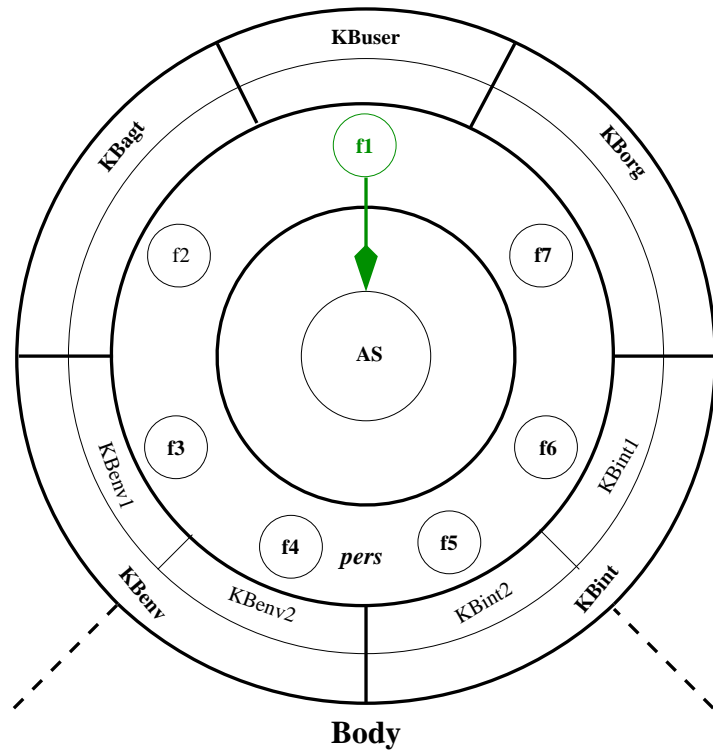 KBuser
KBagt
KBorg
f1
f2
f7
AS
f3
f6
KBenv1
KBint1
f4
pers
f5
KBenv
KBenv2
KBint2
KBint
Body